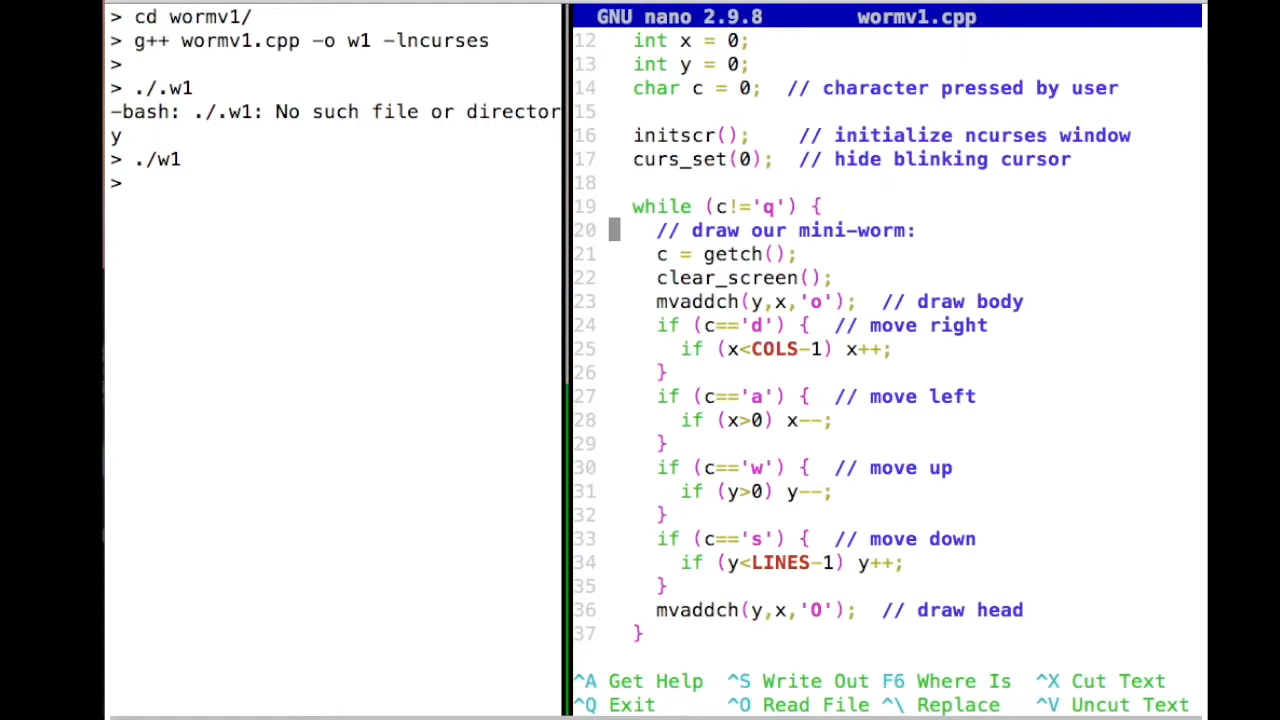 > cd wormv1/
> g++ wormv1.cpp -o w1 -lncurses
>
> ./.w1
-bash: ./.w1: No such file or director
y
> ./w1
>
GNU nano 2.9.8 wormv1.cpp
12 int x = 0;
13 int y = 0;
14 char c = 0; // character pressed by user
15
16 initscr(); // initialize ncurses window
17 curs_set(0); // hide blinking cursor
18
19 while (c!='q') {
20 // draw our mini-worm:
21 c = getch();
22 clear_screen();
23 mvaddch(y,x,'o'); // draw body
24 if (c=='d') { // move right
25 if (x<COLS-1) x++;
26 }
27 if (c=='a') { // move left
28 if (x>0) x--;
29 }
30 if (c=='w') { // move up
31 if (y>0) y--;
32 }
33 if (c=='s') { // move down
34 if (y<LINES-1) y++;
35 }
36 mvaddch(y,x,'O'); // draw head
37 }
^A Get Help ^S Write Out F6 Where Is ^X Cut Text
^Q Exit ^O Read File ^\ Replace ^V Uncut Text